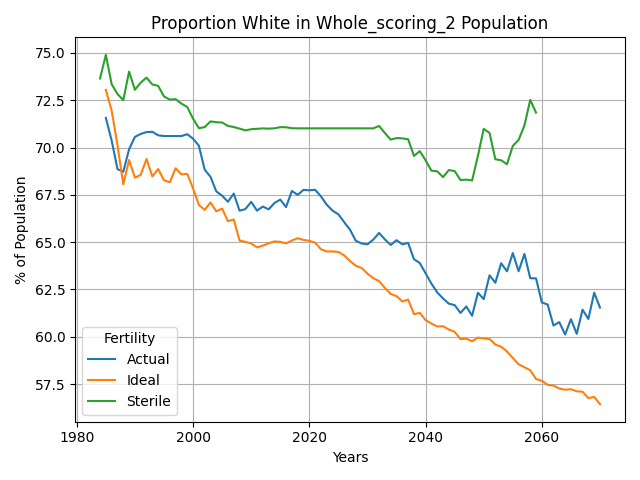 Proportion White in Whole_scoring_2 Population
% of Population
75.0
72.5
70.0
67.5
65.0
62.5
60.0
57.5
Fertility
Actual
Ideal
Sterile
1980
2000
2020
2040
2060
Years